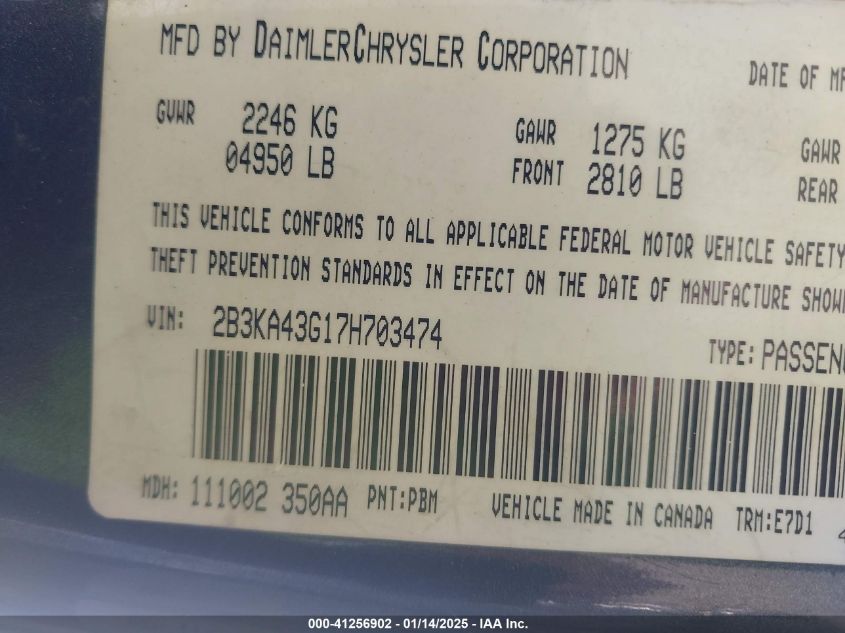 MFD BY DAIMLERCHRYSLER CORPORATION
DATE OF
GVWR 2246 KG
04950 LB
GAWR 1275 KG
FRONT 2810 LB
GAWR
REAR
THIS VEHICLE CONFORMS TO ALL APPLICABLE FEDERAL MOTOR VEHICLE SAFETY
THEFT PREVENTION STANDARDS IN EFFECT ON THE DATE OF MANUFACTURE
VIN: 2B3KA43G17H703474
TYPE:
MDH: 111002 350AA PNT:PBM VEHICLE MADE IN CANADA TRM:E7D1
000-41256902 - 01/14/2025 - IAA Inc.